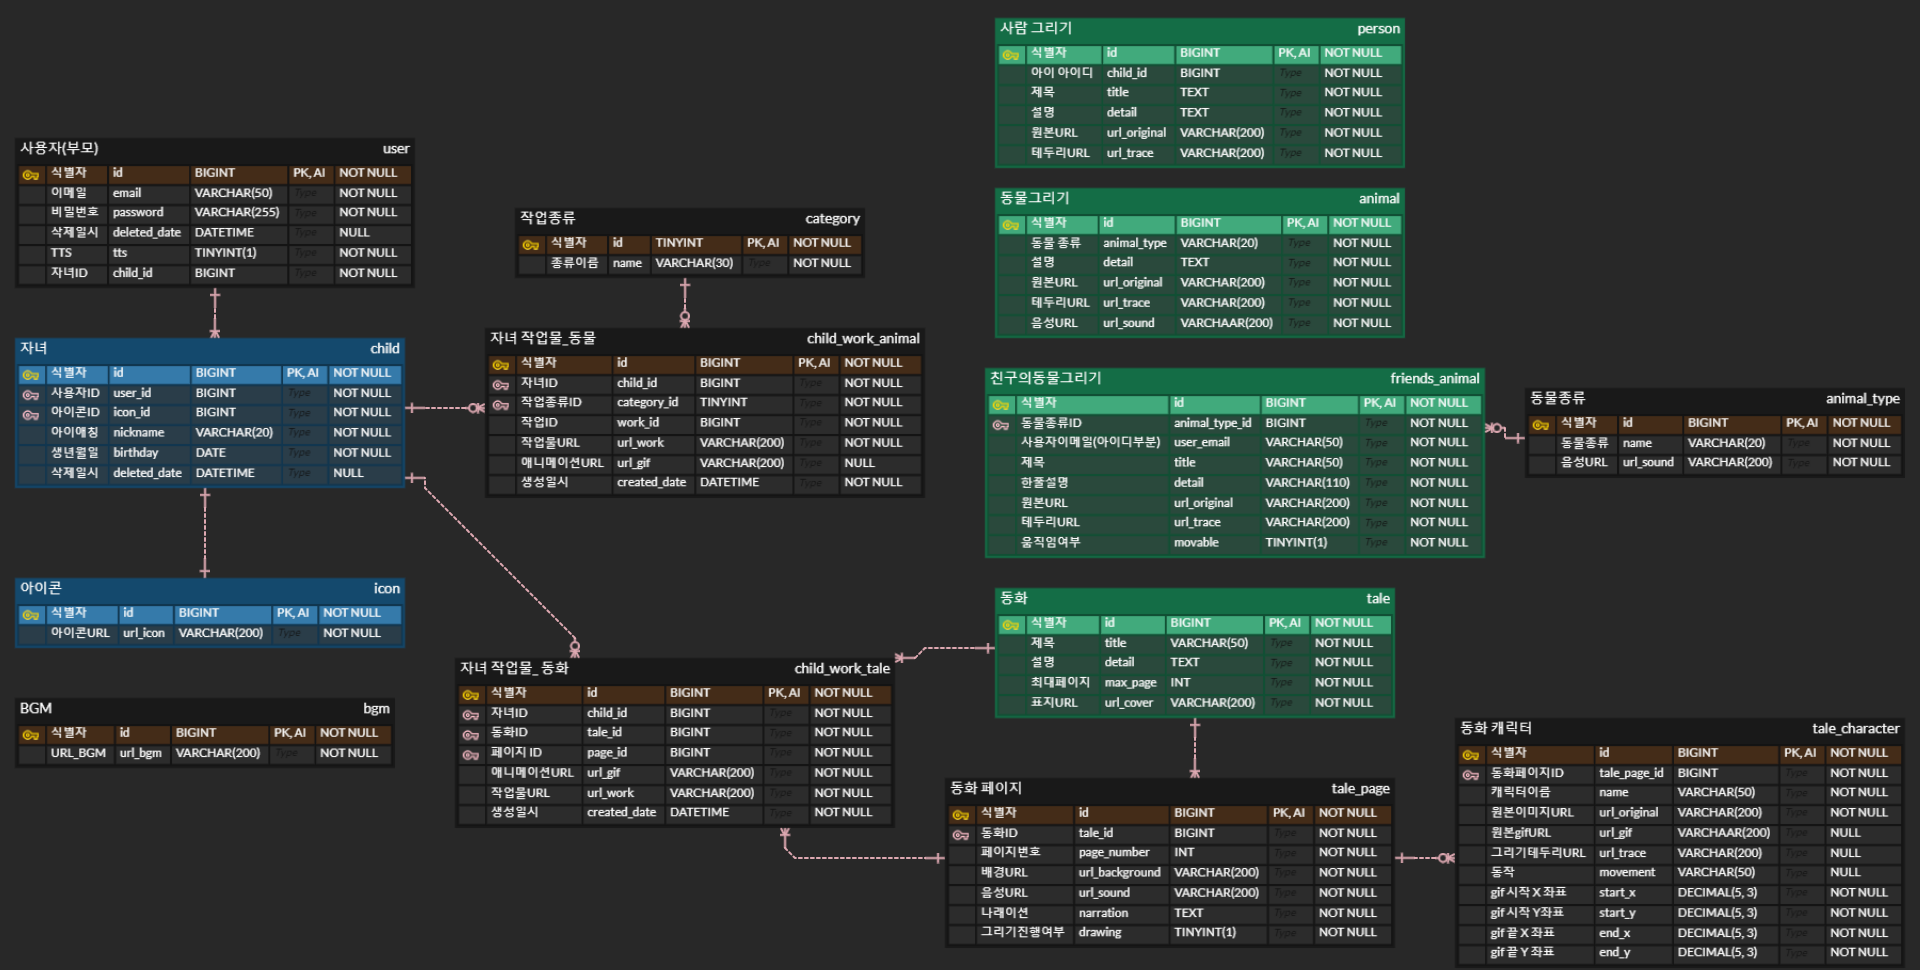 사람 그리기 person
식별자 id BIGINT PK, AI NOT NULL
아이 아이디 child_id BIGINT Type NOT NULL
제목 title TEXT Type NOT NULL
설명 detail TEXT Type NOT NULL
원본URL url_original VARCHAR(200) Type NOT NULL
테두리URL url_trace VARCHAR(200) Type NOT NULL
사용자(부모) user
식별자 id BIGINT PK, AI NOT NULL
이메일 email VARCHAR(50) Type NOT NULL
비밀번호 password VARCHAR(255) Type NOT NULL
삭제일시 deleted_date DATETIME Type NULL
TTS tts TINYINT(1) Type NOT NULL
자녀ID child_id BIGINT Type NOT NULL
동물그리기 animal
식별자 id BIGINT PK, AI NOT NULL
동물 종류 animal_type VARCHAR(20) Type NOT NULL
설명 detail TEXT Type NOT NULL
원본URL url_original VARCHAR(200) Type NOT NULL
테두리URL url_trace VARCHAR(200) Type NOT NULL
음성URL url_sound VARCHAAR(200) Type NOT NULL
작업종류 category
식별자 id TINYINT PK, AI NOT NULL
종류이름 name VARCHAR(30) Type NOT NULL
자녀 child
식별자 id BIGINT PK, AI NOT NULL
사용자ID user_id BIGINT Type NOT NULL
아이콘ID icon_id BIGINT Type NOT NULL
아이애칭 nickname VARCHAR(20) Type NOT NULL
생년월일 birthday DATE Type NOT NULL
삭제일시 deleted_date DATETIME Type NULL
자녀 작업물_동물 child_work_animal
식별자 id BIGINT PK, AI NOT NULL
자녀ID child_id BIGINT Type NOT NULL
작업종류ID category_id TINYINT Type NOT NULL
작업ID work_id BIGINT Type NOT NULL
작업물URL url_work VARCHAR(200) Type NOT NULL
애니메이션URL url_gif VARCHAR(200) Type NULL
생성일시 created_date DATETIME Type NOT NULL
친구의동물그리기 friends_animal
식별자 id BIGINT PK, AI NOT NULL
동물종류ID animal_type_id BIGINT Type NOT NULL
사용자이메일(아이디부분) user_email VARCHAR(50) Type NOT NULL
제목 title VARCHAR(50) Type NOT NULL
한풀설명 detail VARCHAR(110) Type NOT NULL
원본URL url_original VARCHAR(200) Type NOT NULL
테두리URL url_trace VARCHAR(200) Type NOT NULL
움직임여부 movable TINYINT(1) Type NOT NULL
동물종류 animal_type
식별자 id BIGINT PK, AI NOT NULL
동물종류 name VARCHAR(20) Type NOT NULL
음성URL url_sound VARCHAR(200) Type NOT NULL
아이콘 icon
식별자 id BIGINT PK, AI NOT NULL
아이콘URL url_icon VARCHAR(200) Type NOT NULL
동화 tale
식별자 id BIGINT PK, AI NOT NULL
제목 title VARCHAR(50) Type NOT NULL
설명 detail TEXT Type NOT NULL
최대페이지 max_page INT Type NOT NULL
표지URL url_cover VARCHAR(200) Type NOT NULL
자녀 작업물_ 동화 child_work_tale
식별자 id BIGINT PK, AI NOT NULL
자녀ID child_id BIGINT Type NOT NULL
동화ID tale_id BIGINT Type NOT NULL
페이지 ID page_id BIGINT Type NOT NULL
애니메이션URL url_gif VARCHAR(200) Type NOT NULL
작업물URL url_work VARCHAR(200) Type NOT NULL
생성일시 created_date DATETIME Type NOT NULL
BGM bgm
식별자 id BIGINT PK, AI NOT NULL
URL_BGM url_bgm VARCHAR(200) Type NOT NULL
동화 페이지 tale_page
식별자 id BIGINT PK, AI NOT NULL
동화ID tale_id BIGINT Type NOT NULL
페이지번호 page_number INT Type NOT NULL
배경URL url_background VARCHAR(200) Type NOT NULL
음성URL url_sound VARCHAR(200) Type NOT NULL
나래이션 narration TEXT Type NOT NULL
그리기진행여부 drawing TINYINT(1) Type NOT NULL
동화 캐릭터 tale_character
식별자 id BIGINT PK, AI NOT NULL
동화페이지ID tale_page_id BIGINT Type NOT NULL
캐릭터이름 name VARCHAR(50) Type NOT NULL
원본이미지URL url_original VARCHAR(200) Type NOT NULL
원본gifURL url_gif VARCHAAR(200) Type NULL
그리기테두리URL url_trace VARCHAR(200) Type NULL
동작 movement VARCHAR(50) Type NULL
gif 시작 X 좌표 start_x DECIMAL(5, 3) Type NOT NULL
gif 시작 Y좌표 start_y DECIMAL(5, 3) Type NOT NULL
gif 끝 X 좌표 end_x DECIMAL(5, 3) Type NOT NULL
gif 끝 Y 좌표 end_y DECIMAL(5, 3) Type NOT NULL